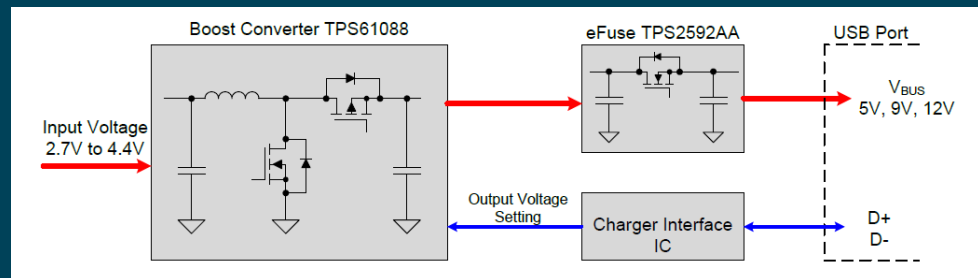 Boost Converter TPS61088
eFuse TPS2592AA
USB Port
Input Voltage
2.7V to 4.4V
VBUS
5V, 9V, 12V
Output Voltage
Setting
Charger Interface
IC
D+
D-